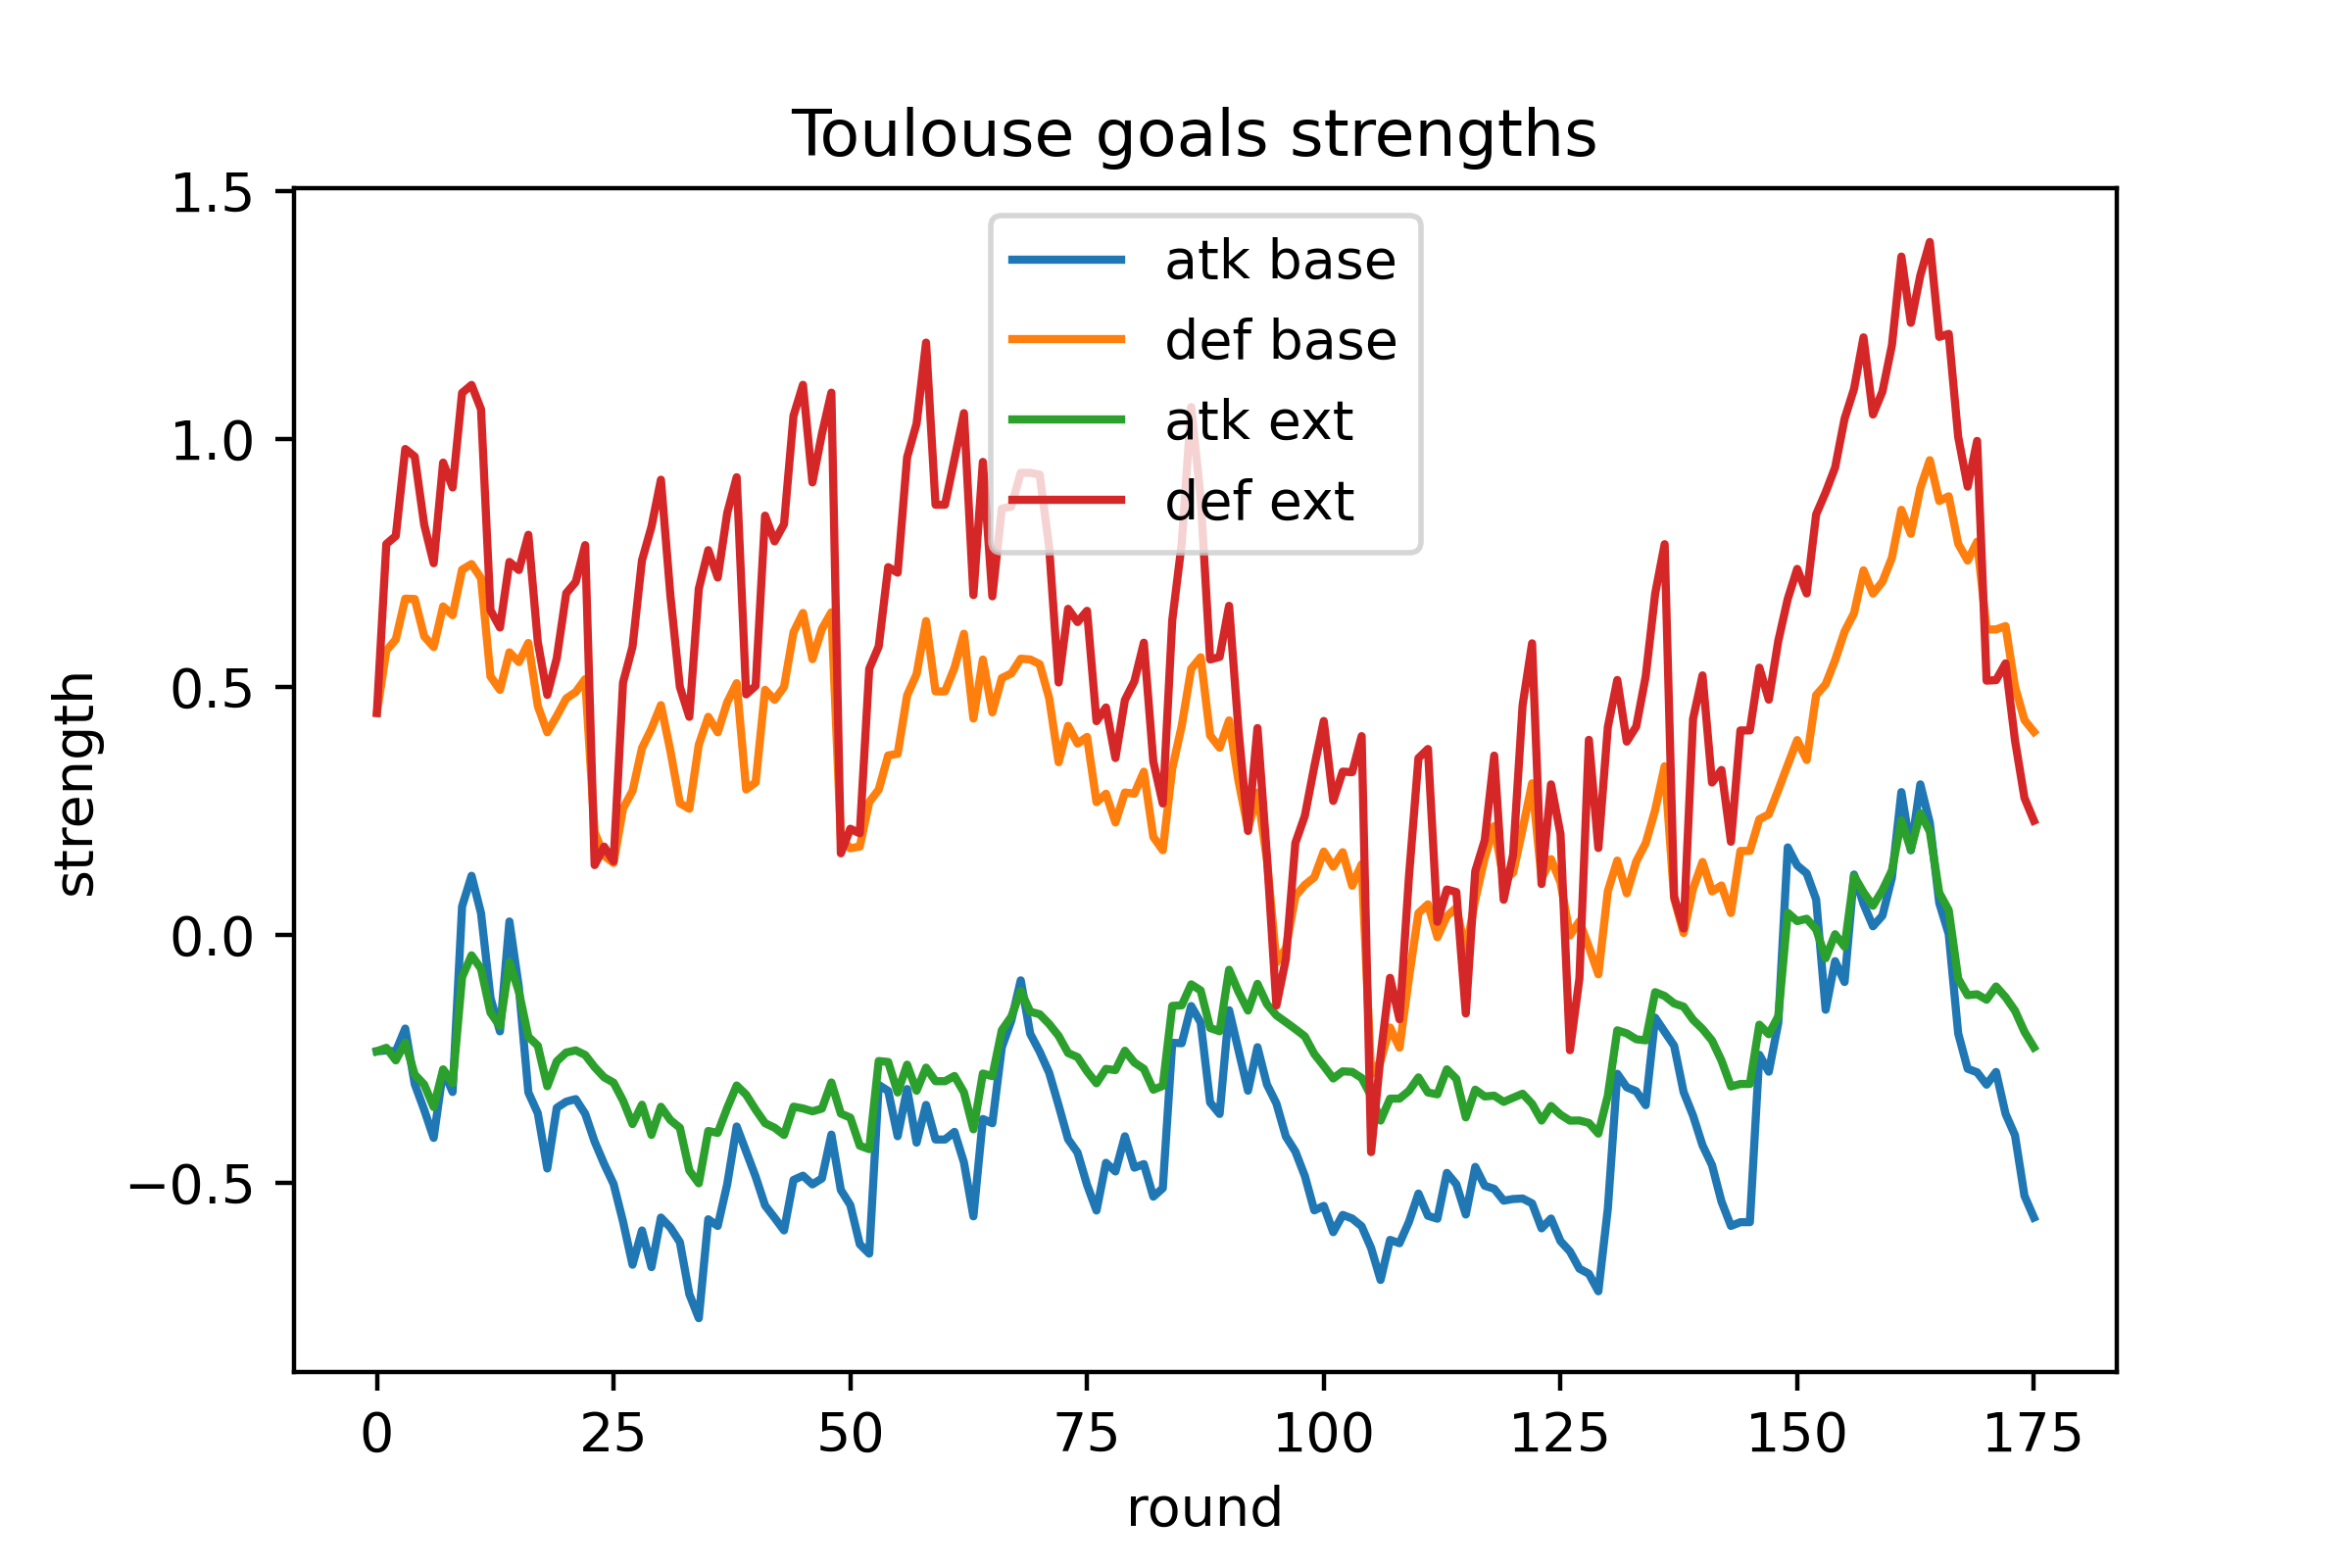 Toulouse goals strengths
1.5
1.0
0.5
0.0
−0.5
strength
atk base
def base
atk ext
def ext
0 25 50 75 100 125 150 175
round